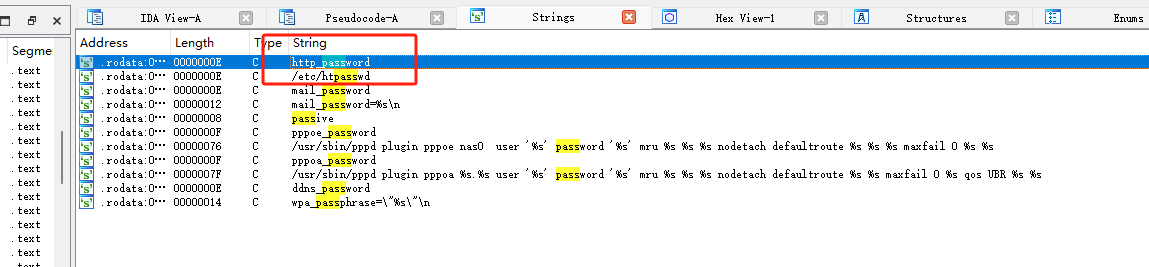 IDA View-A Pseudocode-A Strings Hex View-1 Structures Enums
Segme Address Length Type String
.text .rodata:0⋯ 0000000E C http_password
.text .rodata:0⋯ 0000000E C /etc/htpasswd
.text .rodata:0⋯ 0000000E C mail_password
.text .rodata:0⋯ 00000012 C mail_password=%s\n
.text .rodata:0⋯ 00000008 C passive
.text .rodata:0⋯ 0000000F C pppoe_password
.text .rodata:0⋯ 00000076 C /usr/sbin/pppd plugin pppoe nas0  user '%s' password '%s' mru %s %s %s nodetach defaultroute %s %s %s maxfail 0 %s %s
.text .rodata:0⋯ 0000000F C pppoa_password
.text .rodata:0⋯ 0000007F C /usr/sbin/pppd plugin pppoa %s.%s user '%s' password '%s' mru %s %s %s nodetach defaultroute %s %s maxfail 0 %s qos UBR %s %s
.text .rodata:0⋯ 0000000E C ddns_password
.text .rodata:0⋯ 00000014 C wpa_passphrase=\"%s\"\n
.text
.text
.text